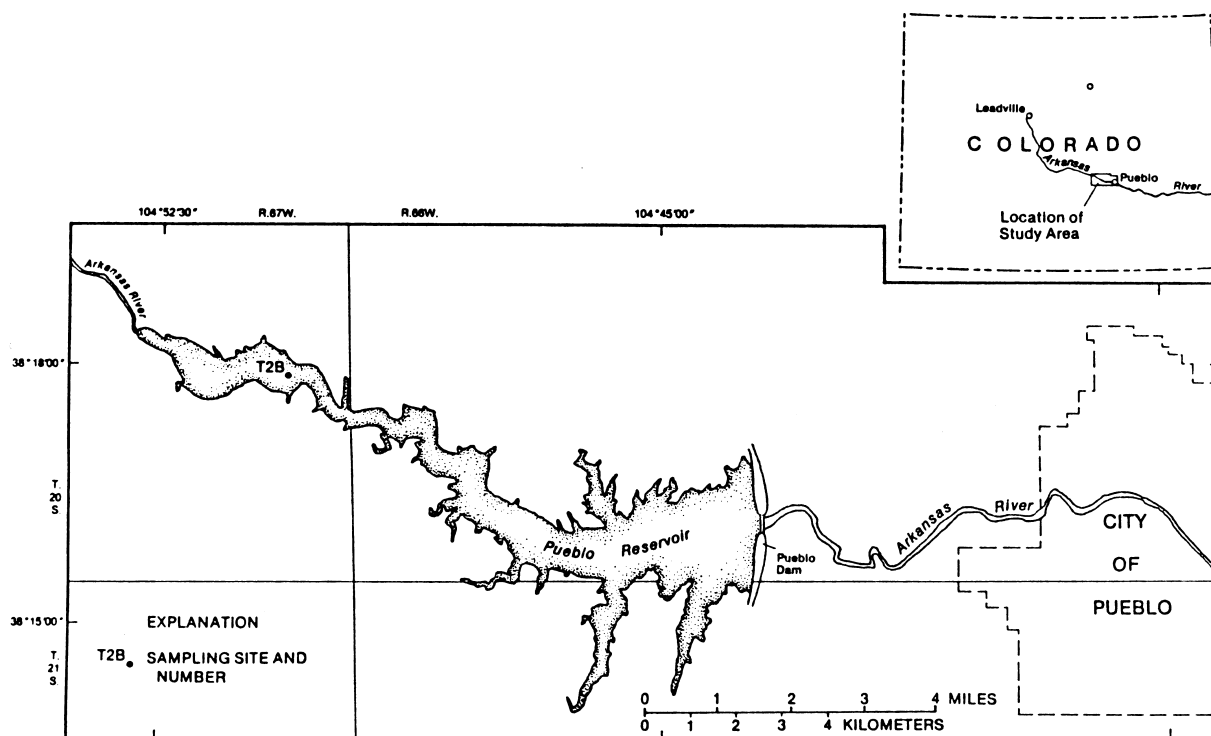 Leadville
COLORADO
Arkansas
Pueblo
River
Location of
Study Area
104°52'30"
R.67W.
R.66W.
104°45'00"
Arkansas River
38°18'00"
T2B
T.
20
S.
Pueblo Reservoir
Pueblo
Dam
Arkansas River
CITY
OF
PUEBLO
38°15'00"
T.
21
S.
EXPLANATION
T2B SAMPLING SITE AND
NUMBER
0 1 2 3 4 MILES
0 1 2 3 4 KILOMETERS